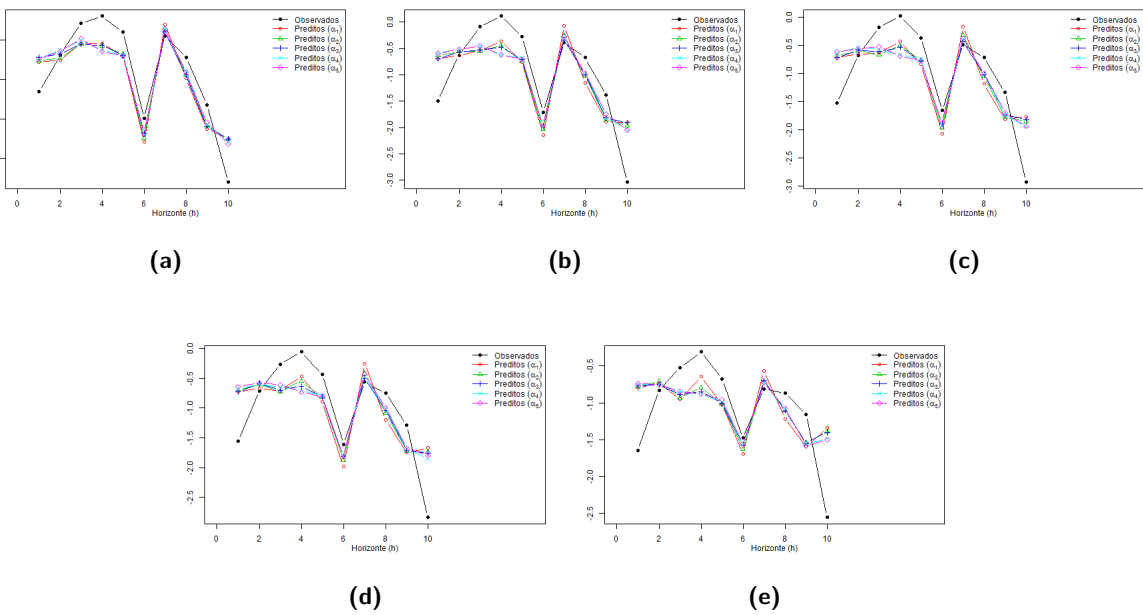 Observados
Preditos (α₁)
Preditos (α₂)
Preditos (α₃)
Preditos (α₄)
Preditos (α₅)
0 2 4 6 8 10
Horizonte (h)
(a)
0.0
-0.5
-1.0
-1.5
-2.0
-2.5
-3.0
Observados
Preditos (α₁)
Preditos (α₂)
Preditos (α₃)
Preditos (α₄)
Preditos (α₅)
0 2 4 6 8 10
Horizonte (h)
(b)
0.0
-0.5
-1.0
-1.5
-2.0
-2.5
-3.0
Observados
Preditos (α₁)
Preditos (α₂)
Preditos (α₃)
Preditos (α₄)
Preditos (α₅)
0 2 4 6 8 10
Horizonte (h)
(c)
0.0
-0.5
-1.0
-1.5
-2.0
-2.5
Observados
Preditos (α₁)
Preditos (α₂)
Preditos (α₃)
Preditos (α₄)
Preditos (α₅)
0 2 4 6 8 10
Horizonte (h)
(d)
-0.5
-1.0
-1.5
-2.0
-2.5
Observados
Preditos (α₁)
Preditos (α₂)
Preditos (α₃)
Preditos (α₄)
Preditos (α₅)
0 2 4 6 8 10
Horizonte (h)
(e)